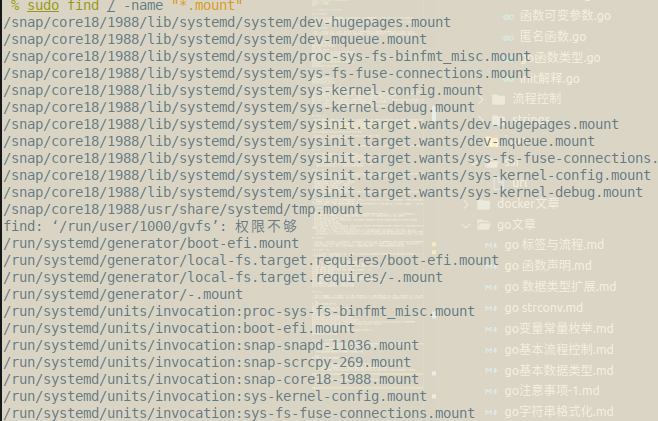 % sudo find / -name "*.mount"
/snap/core18/1988/lib/systemd/system/dev-hugepages.mount
/snap/core18/1988/lib/systemd/system/dev-mqueue.mount
/snap/core18/1988/lib/systemd/system/proc-sys-fs-binfmt_misc.mount
/snap/core18/1988/lib/systemd/system/sys-fs-fuse-connections.mount
/snap/core18/1988/lib/systemd/system/sys-kernel-config.mount
/snap/core18/1988/lib/systemd/system/sys-kernel-debug.mount
/snap/core18/1988/lib/systemd/system/sysinit.target.wants/dev-hugepages.mount
/snap/core18/1988/lib/systemd/system/sysinit.target.wants/dev-mqueue.mount
/snap/core18/1988/lib/systemd/system/sysinit.target.wants/sys-fs-fuse-connections.
/snap/core18/1988/lib/systemd/system/sysinit.target.wants/sys-kernel-config.mount
/snap/core18/1988/lib/systemd/system/sysinit.target.wants/sys-kernel-debug.mount
/snap/core18/1988/usr/share/systemd/tmp.mount
find: ‘/run/user/1000/gvfs’: 权限不够
/run/systemd/generator/boot-efi.mount
/run/systemd/generator/local-fs.target.requires/boot-efi.mount
/run/systemd/generator/local-fs.target.requires/-.mount
/run/systemd/generator/-.mount
/run/systemd/units/invocation:proc-sys-fs-binfmt_misc.mount
/run/systemd/units/invocation:boot-efi.mount
/run/systemd/units/invocation:snap-snapd-11036.mount
/run/systemd/units/invocation:snap-scrcpy-269.mount
/run/systemd/units/invocation:snap-core18-1988.mount
/run/systemd/units/invocation:sys-kernel-config.mount
/run/systemd/units/invocation:sys-fs-fuse-connections.mount
函数可变参数.go
匿名函数.go
函数类型.go
解释.go
流程控制
docker文章
go文章
go 标签与流程.md
go 函数声明.md
go 数据类型扩展.md
go strconv.md
go变量常量枚举.md
go基本流程控制.md
go基本数据类型.md
go注意事项-1.md
go字符串格式化.md